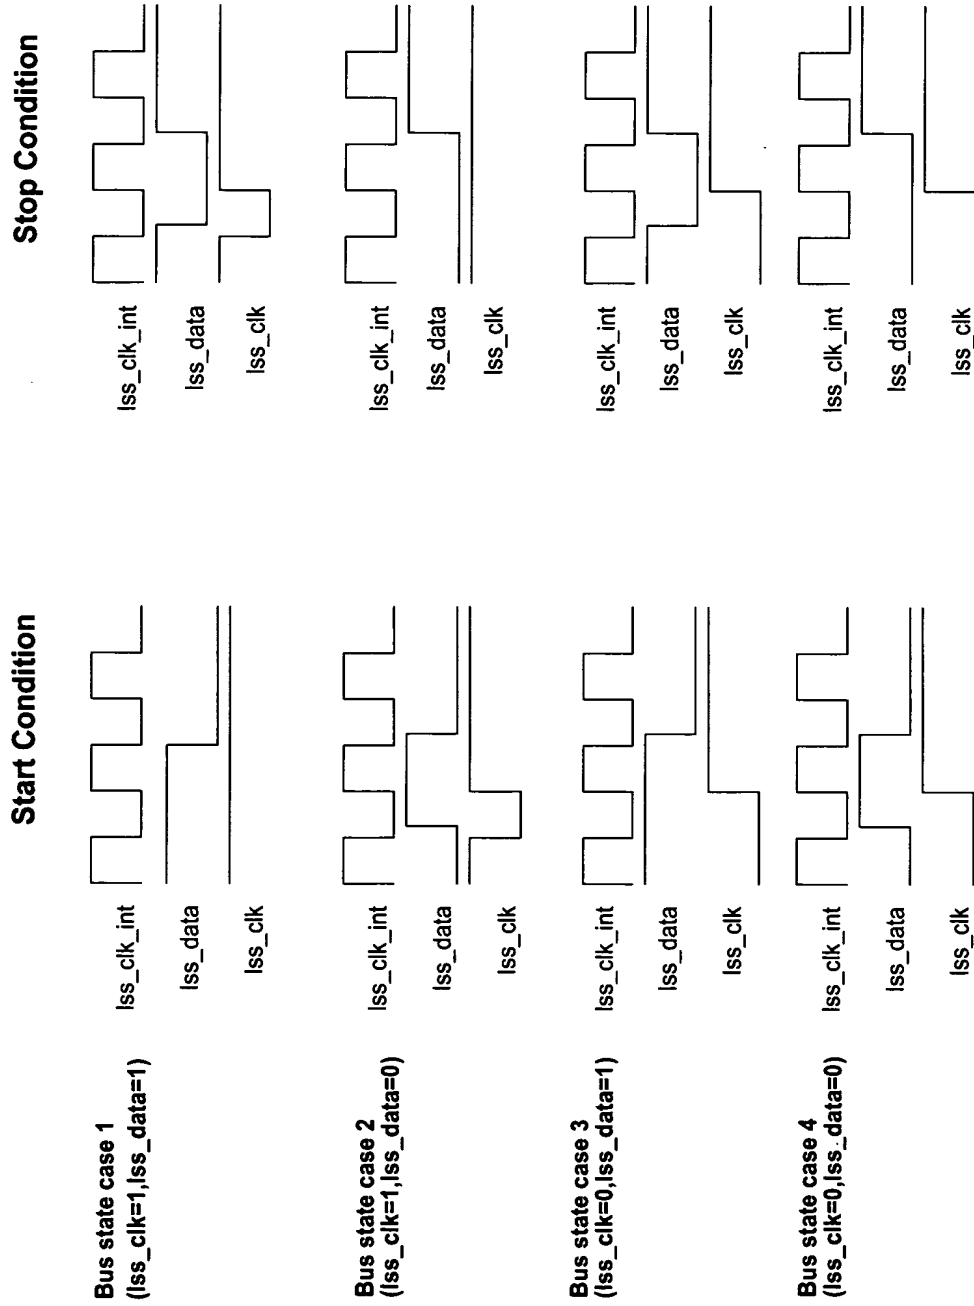 Start Condition
Stop Condition
Bus state case 1
(lss_clk=1,lss_data=1)
lss_clk_int
lss_data
lss_clk
lss_clk_int
lss_data
lss_clk
Bus state case 2
(lss_clk=1,lss_data=0)
lss_clk_int
lss_data
lss_clk
lss_clk_int
lss_data
lss_clk
Bus state case 3
(lss_clk=0,lss_data=1)
lss_clk_int
lss_data
lss_clk
lss_clk_int
lss_data
lss_clk
Bus state case 4
(lss_clk=0,lss_data=0)
lss_clk_int
lss_data
lss_clk
lss_clk_int
lss_data
lss_clk